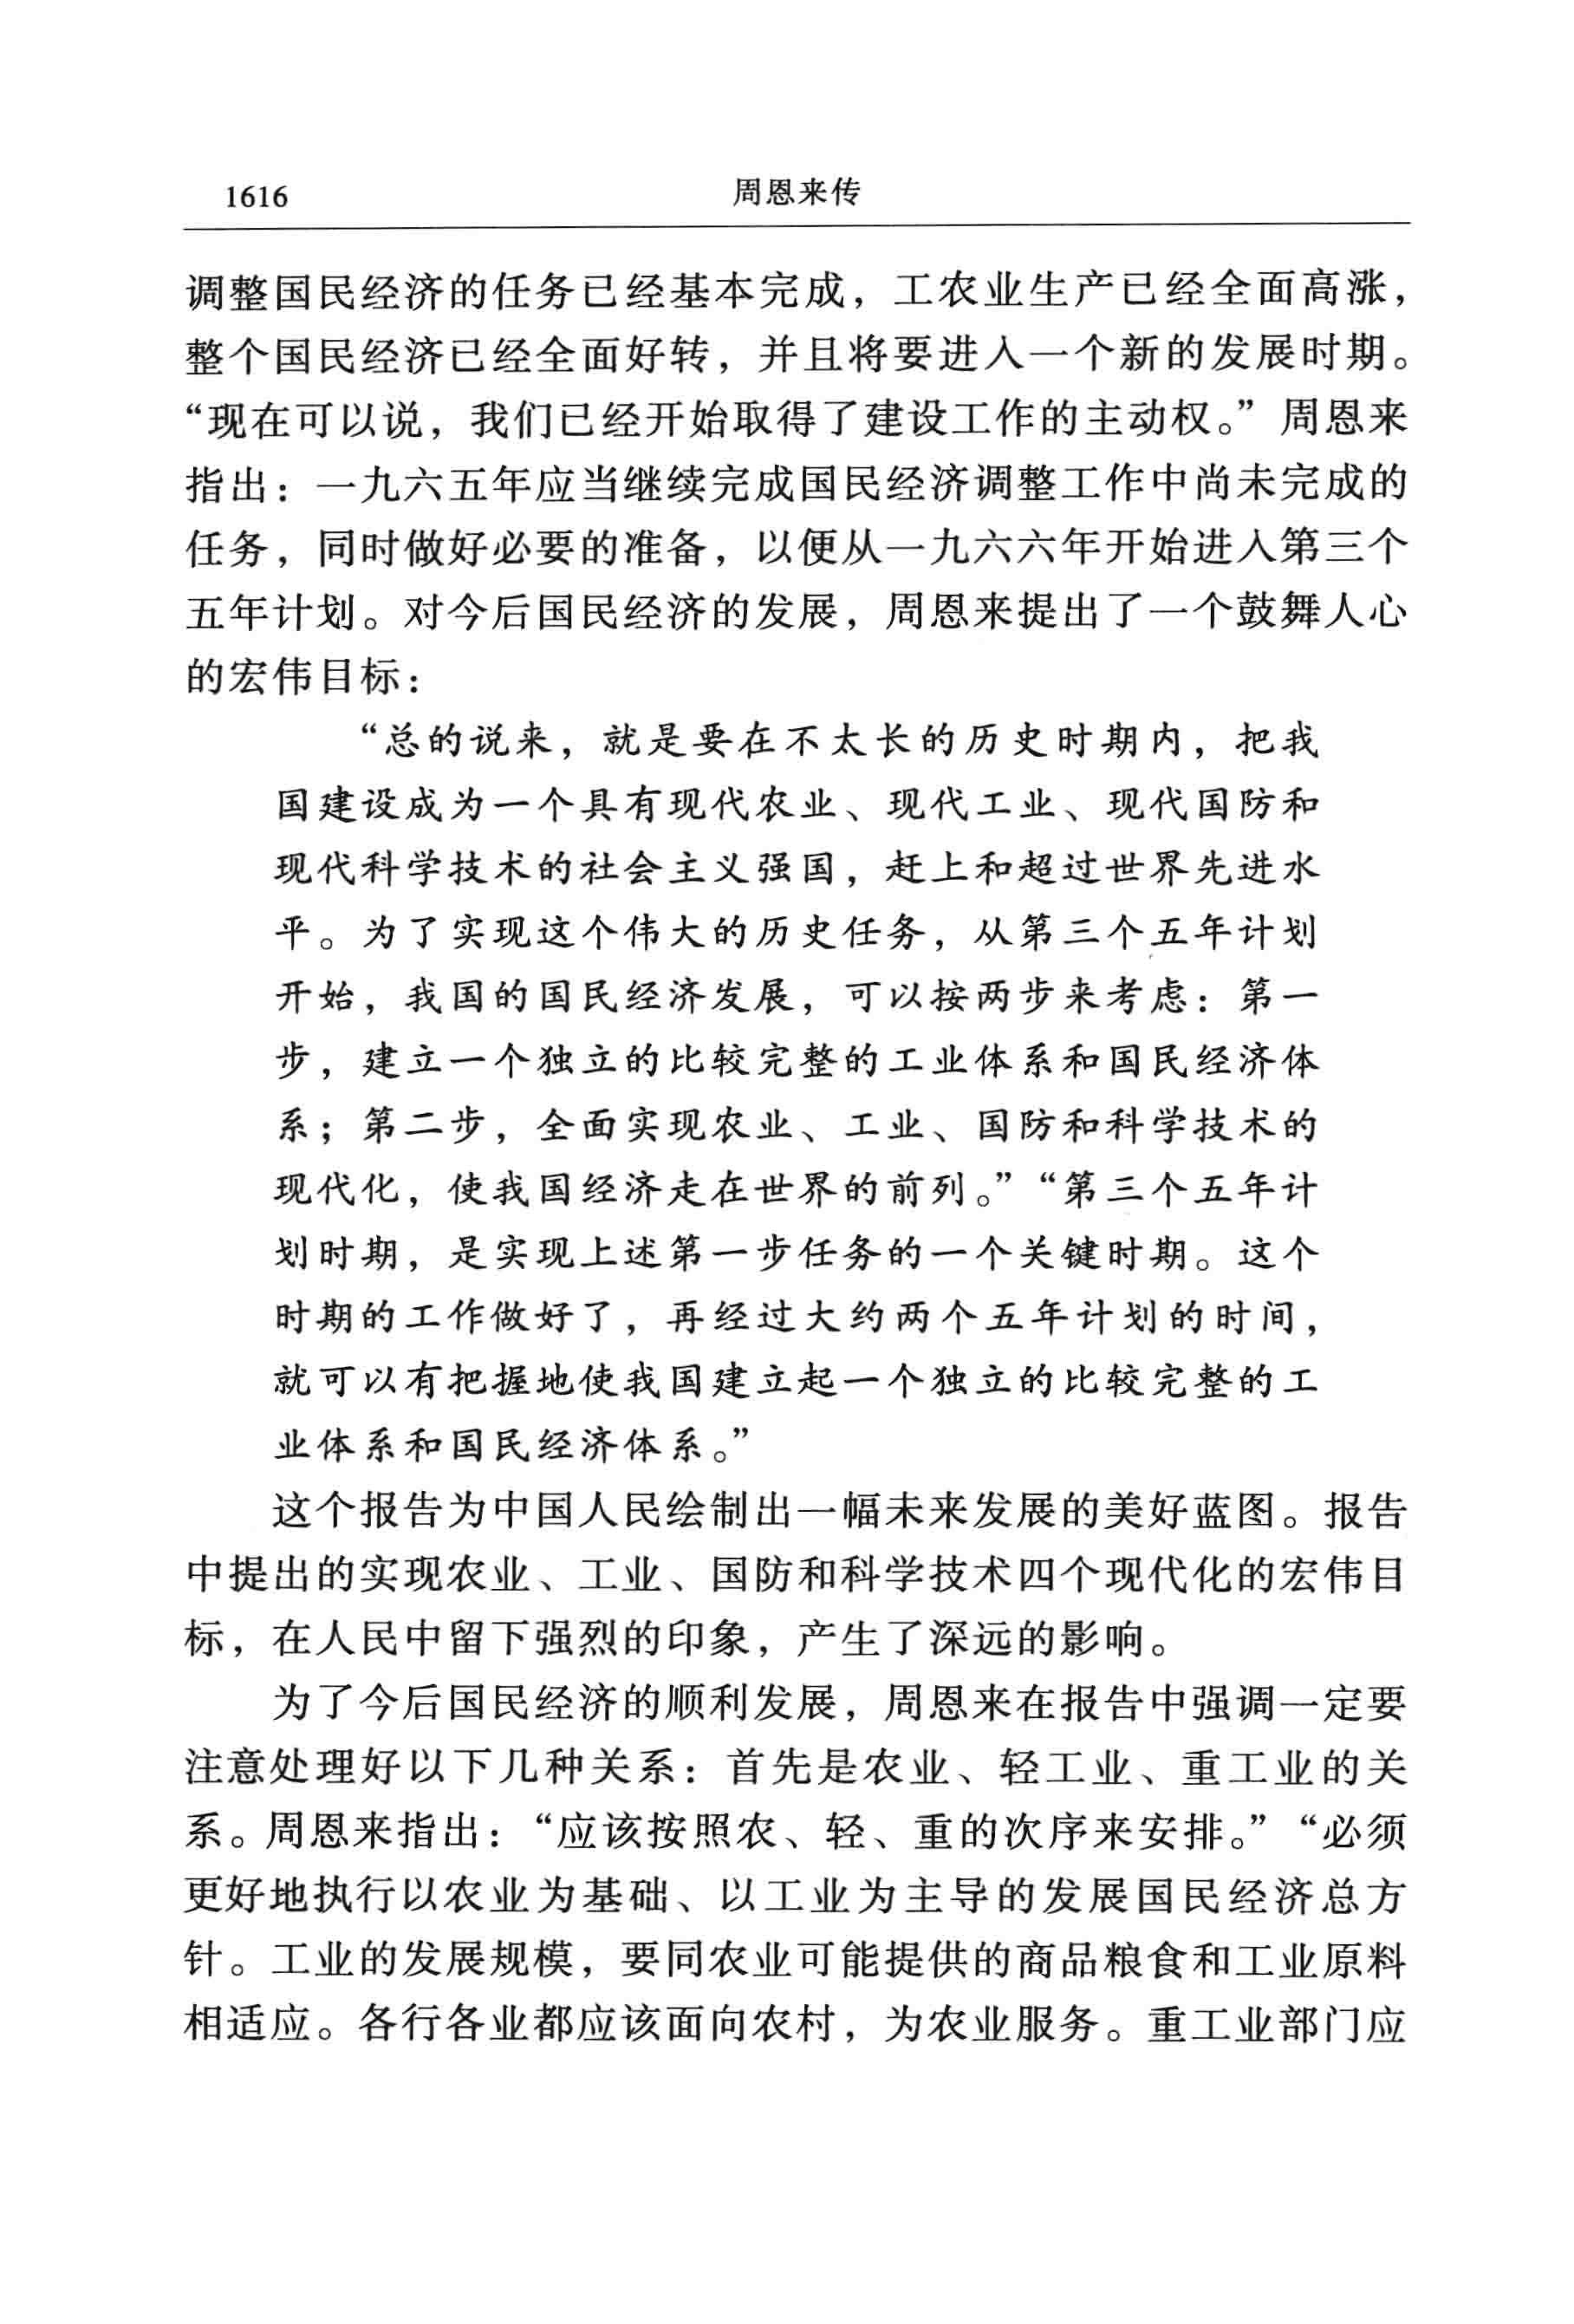 1616
周恩来传
调整国民经济的任务已经基本完成，工农业生产已经全面高涨，
整个国民经济已经全面好转，并且将要进入一个新的发展时期。
“现在可以说，我们已经开始取得了建设工作的主动权。”周恩来
指出：一九六五年应当继续完成国民经济调整工作中尚未完成的
任务，同时做好必要的准备，以便从一九六六年开始进入第三个
五年计划。对今后国民经济的发展，周恩来提出了一个鼓舞人心
的宏伟目标：
“总的说来，就是要在不太长的历史时期内，把我
国建设成为一个具有现代农业、现代工业、现代国防和
现代科学技术的社会主义强国，赶上和超过世界先进水
平。为了实现这个伟大的历史任务，从第三个五年计划
开始，我国的国民经济发展，可以按两步来考虑：第一
步，建立一个独立的比较完整的工业体系和国民经济体
系；第二步，全面实现农业、工业、国防和科学技术的
现代化，使我国经济走在世界的前列。”“第三个五年计
划时期，是实现上述第一步任务的一个关键时期。这个
时期的工作做好了，再经过大约两个五年计划的时间，
就可以有把握地使我国建立起一个独立的比较完整的工
业体系和国民经济体系。”
这个报告为中国人民绘制出一幅未来发展的美好蓝图。报告
中提出的实现农业、工业、国防和科学技术四个现代化的宏伟目
标，在人民中留下强烈的印象，产生了深远的影响。
为了今后国民经济的顺利发展，周恩来在报告中强调一定要
注意处理好以下几种关系：首先是农业、轻工业、重工业的关
系。周恩来指出：“应该按照农、轻、重的次序来安排。”“必须
更好地执行以农业为基础、以工业为主导的发展国民经济总方
针。工业的发展规模，要同农业可能提供的商品粮食和工业原料
相适应。各行各业都应该面向农村，为农业服务。重工业部门应